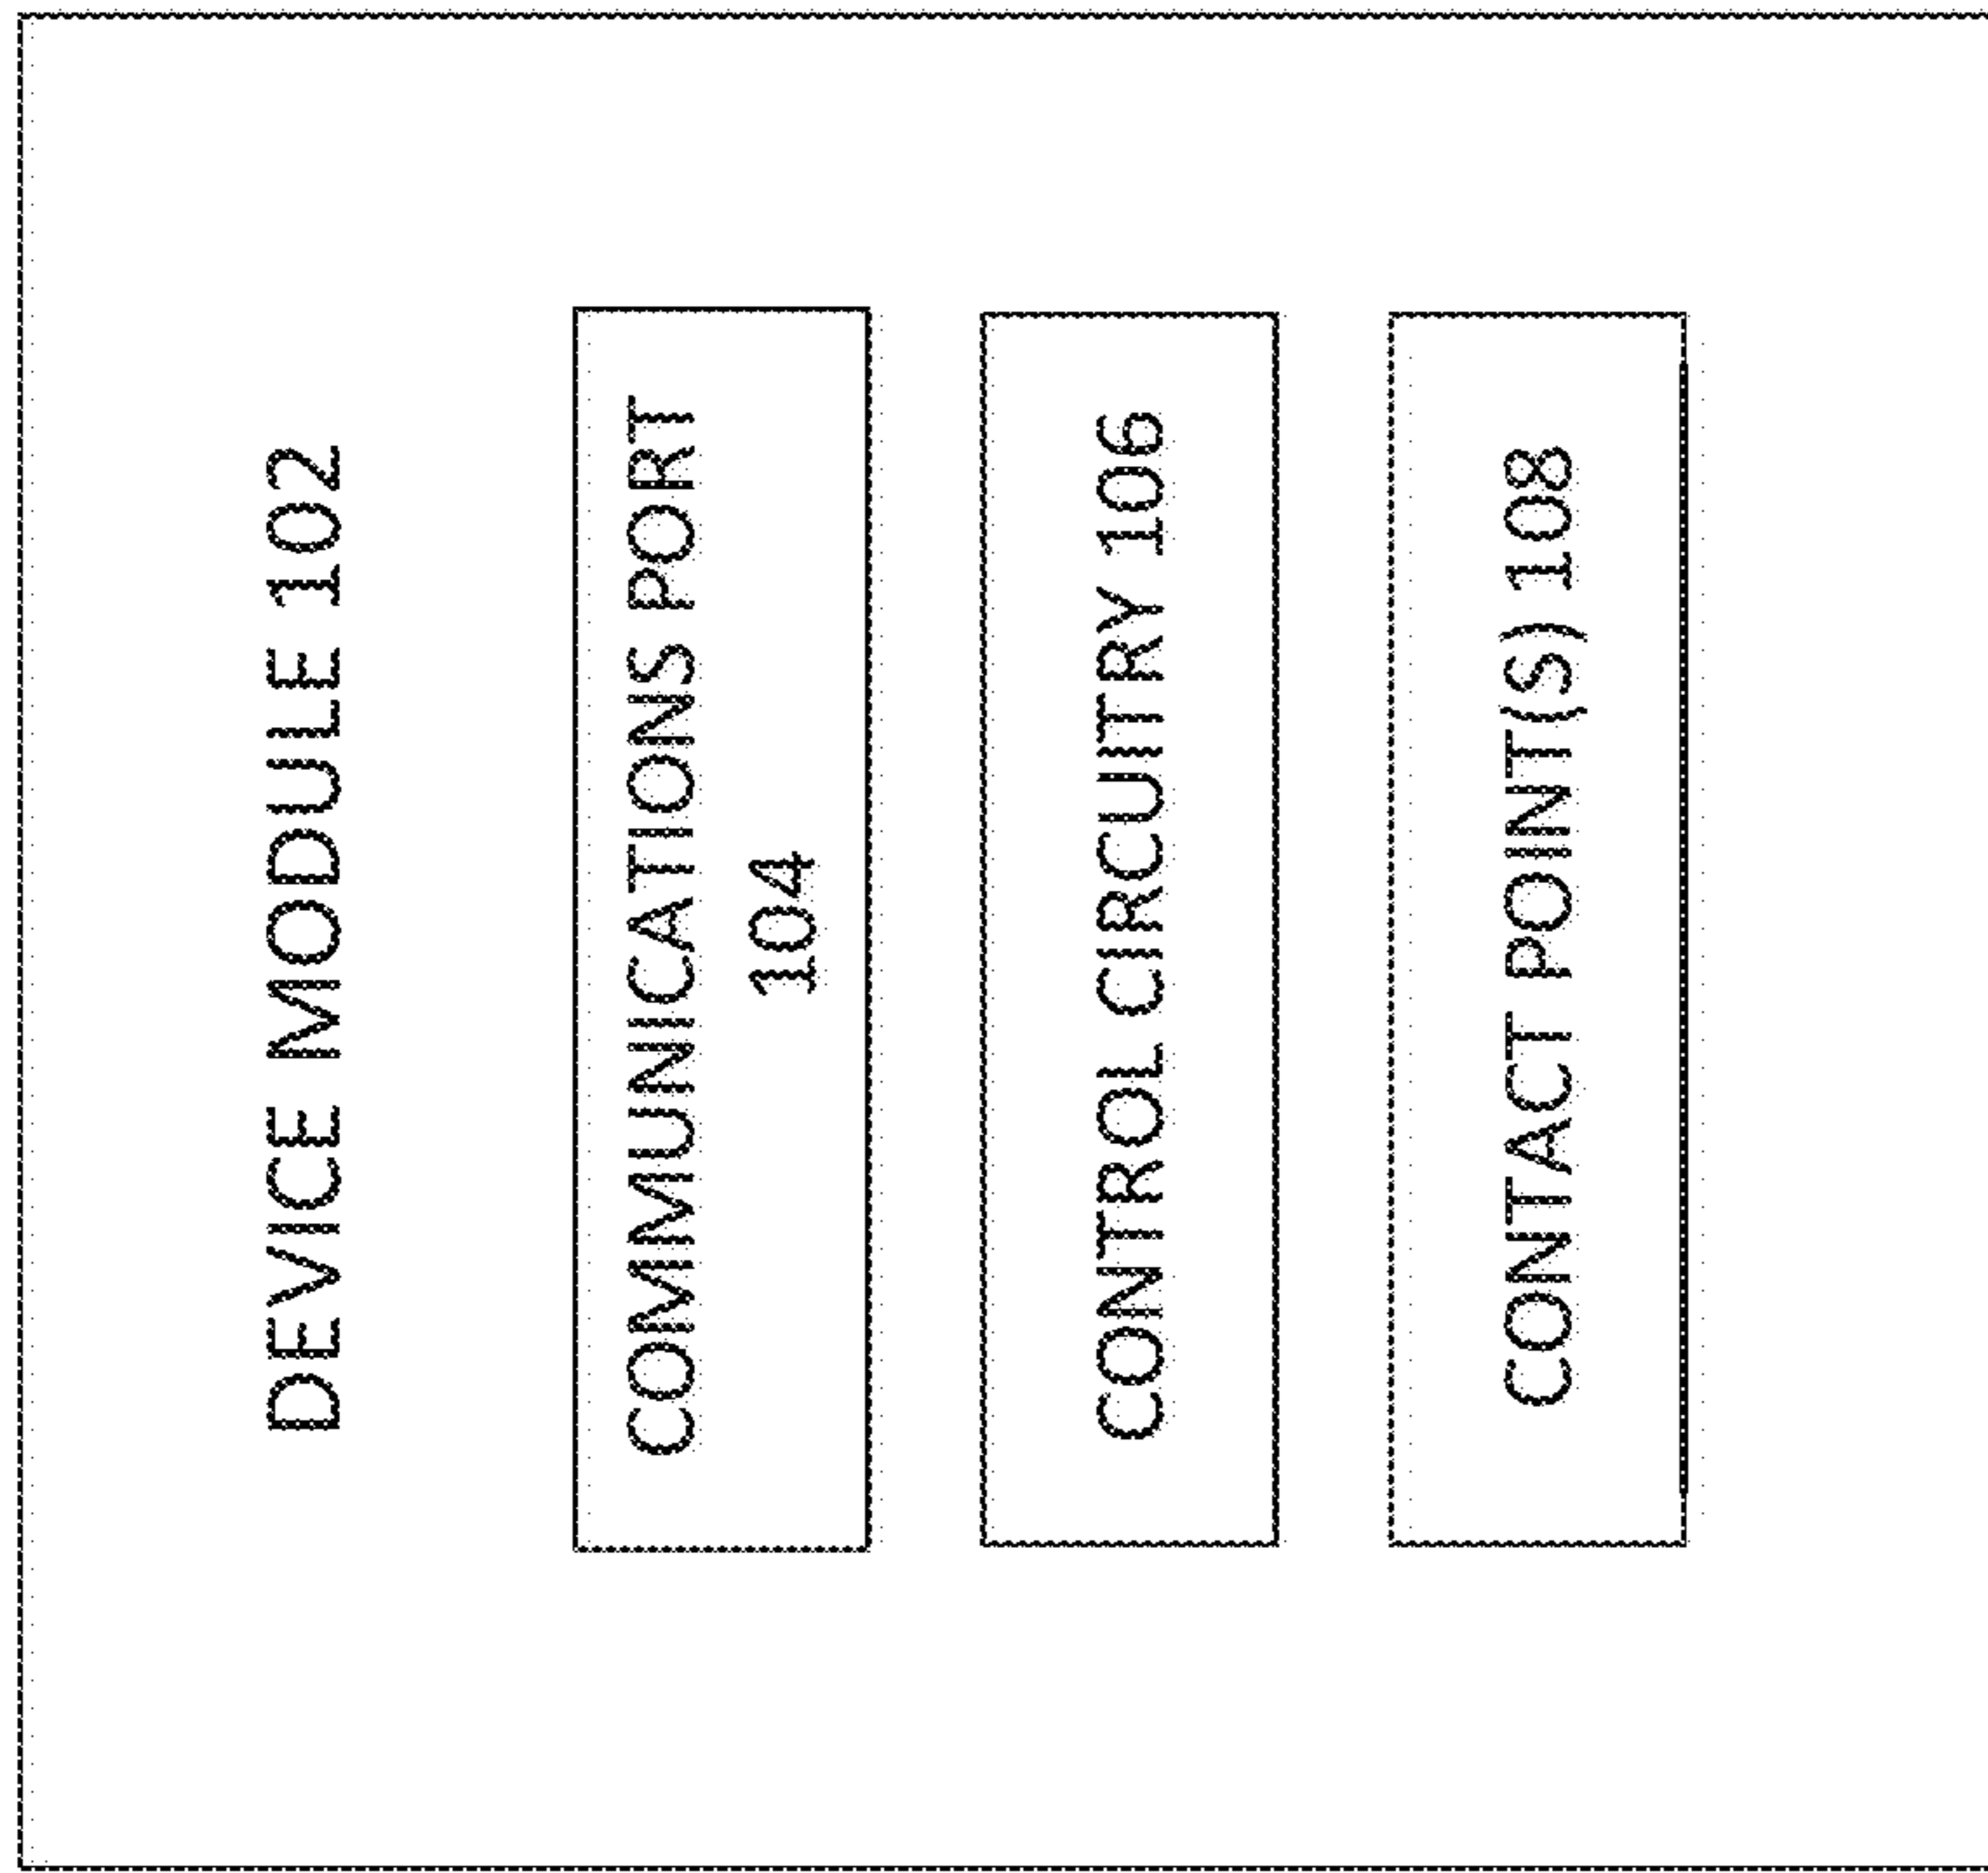 DEVICE MODULE 102
COMMUNICATIONS PORT
104
CONTROL CIRCUITRY 106
CONTACT POINT(S) 108